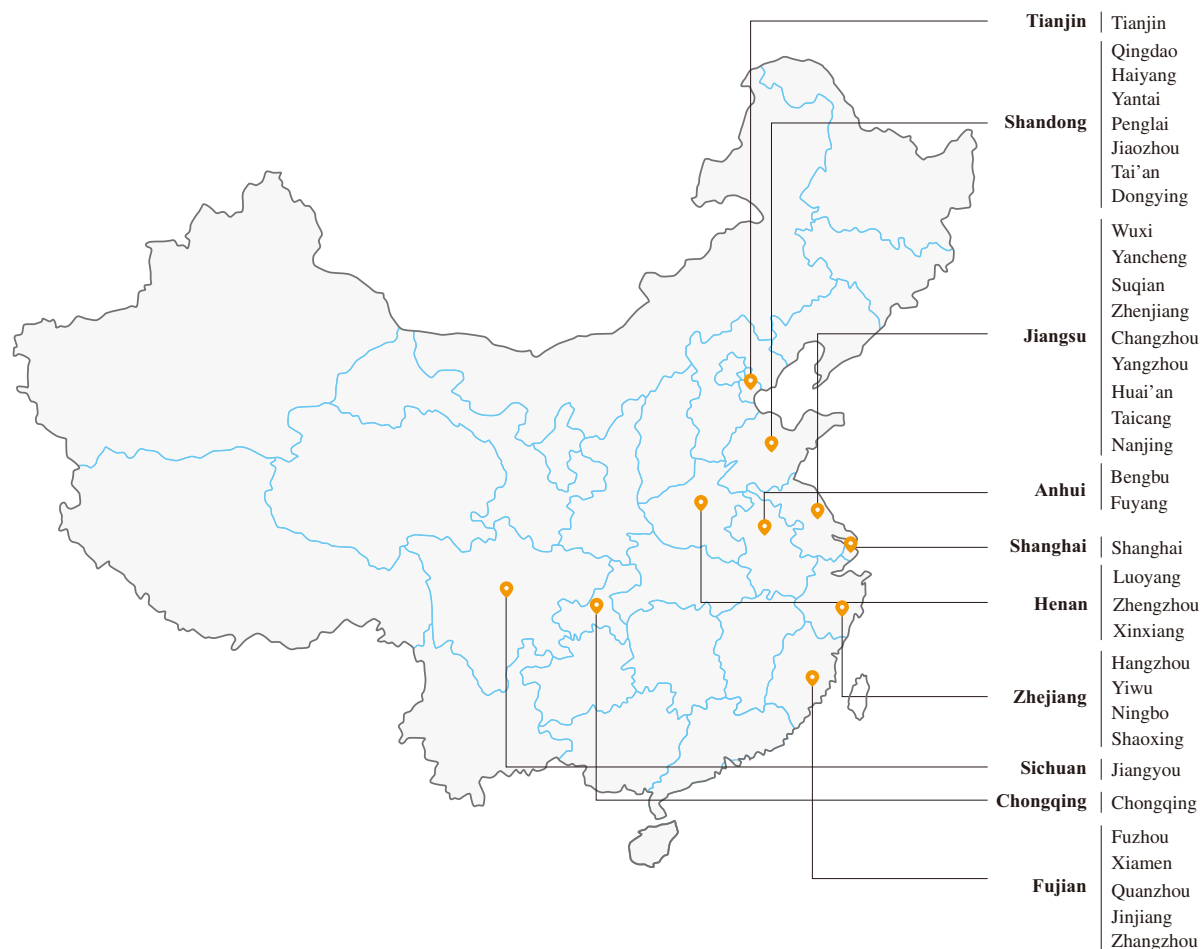 Tianjin
Tianjin
Shandong
Qingdao
Haiyang
Yantai
Penglai
Jiaozhou
Tai’an
Dongying
Jiangsu
Wuxi
Yancheng
Suqian
Zhenjiang
Changzhou
Yangzhou
Huai’an
Taicang
Nanjing
Anhui
Bengbu
Fuyang
Shanghai
Shanghai
Henan
Luoyang
Zhengzhou
Xinxiang
Zhejiang
Hangzhou
Yiwu
Ningbo
Shaoxing
Sichuan
Jiangyou
Chongqing
Chongqing
Fujian
Fuzhou
Xiamen
Quanzhou
Jinjiang
Zhangzhou